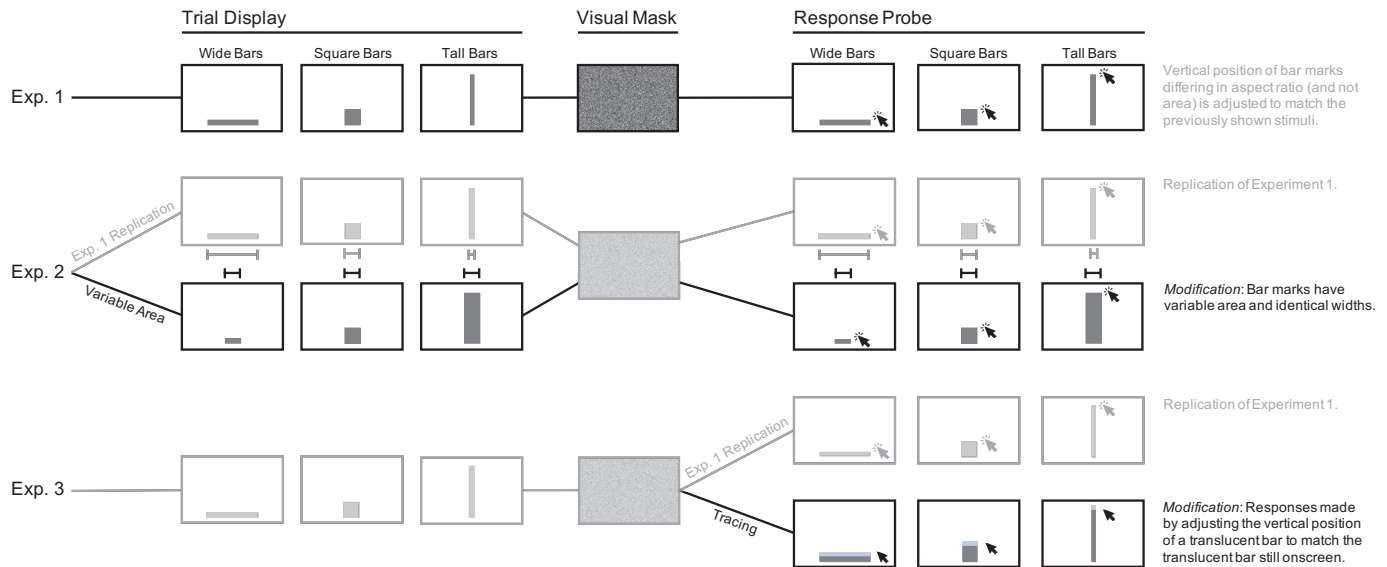 Trial Display
Visual Mask
Response Probe
Wide Bars
Square Bars
Tall Bars
Wide Bars
Square Bars
Tall Bars
Exp. 1
Vertical position of bar marks
differing in aspect ratio (and not
area) is adjusted to match the
previously shown stimuli.
Exp. 1 Replication
Replication of Experiment 1.
Exp. 2
Variable Area
Modification: Bar marks have
variable area and identical widths.
Exp. 1 Replication
Replication of Experiment 1.
Exp. 3
Tracing
Modification: Responses made
by adjusting the vertical position
of a translucent bar to match the
translucent bar still onscreen.